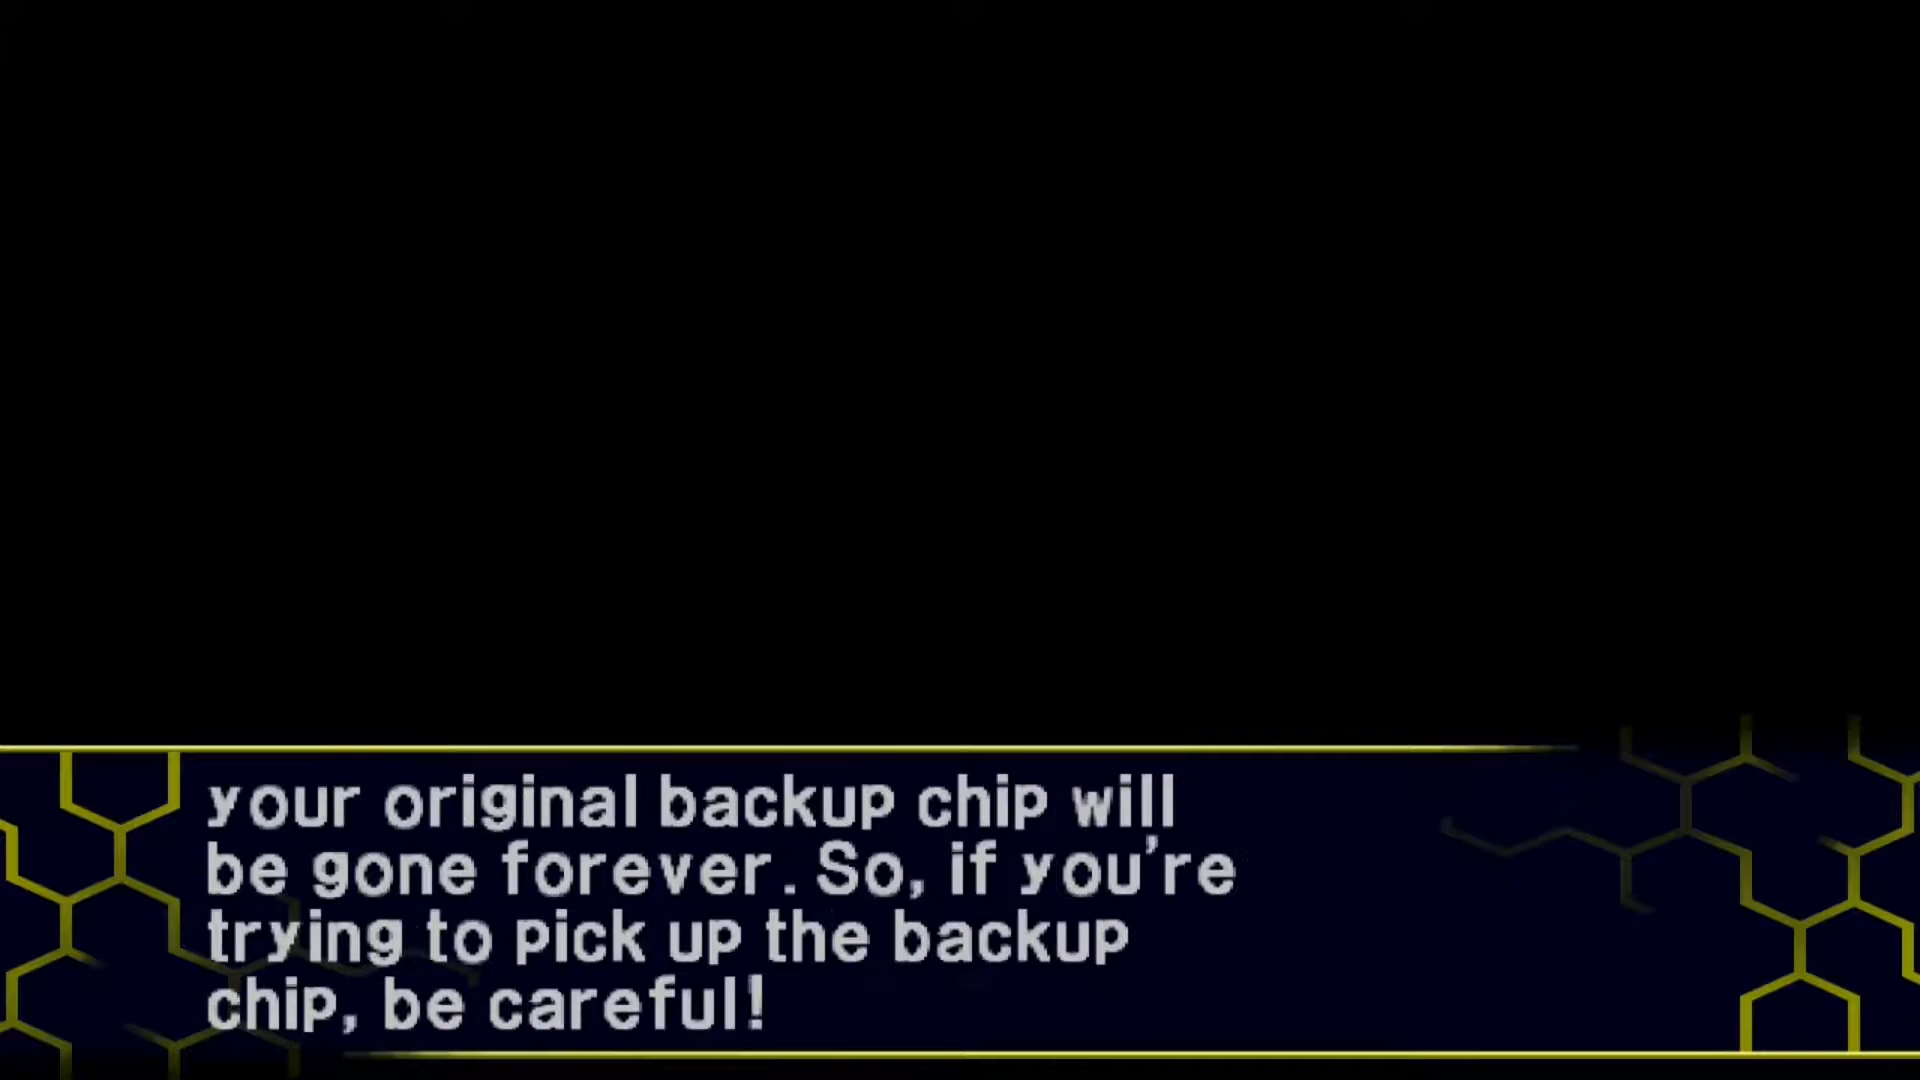 your original backup chip will
be gone forever. So, if you're
trying to pick up the backup
chip, be careful!